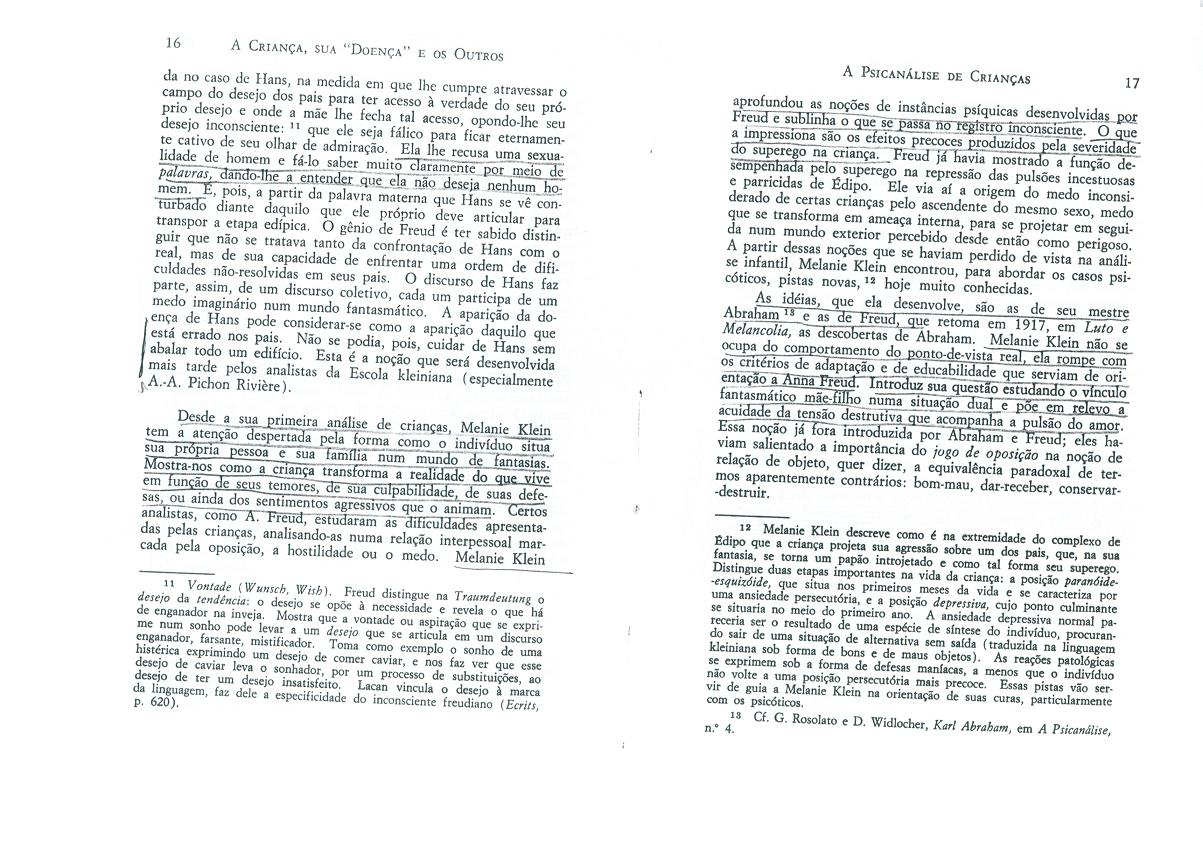 16 A CRIANÇA, SUA "DOENÇA" E OS OUTROS
da no caso de Hans, na medida em que lhe cumpre atravessar o
campo do desejo dos pais para ter acesso à verdade do seu pró-
prio desejo e onde a mãe lhe fecha tal acesso, opondo-lhe seu
desejo inconsciente: 11 que ele seja fálico para ficar eternamen-
te cativo de seu olhar de admiração. Ela lhe recusa uma sexua-
lidade de homem e fá-lo saber muito claramente por meio de
palavras, dando-lhe a entender que ela não deseja nenhum ho-
mem. É, pois, a partir da palavra materna que Hans se vê con-
turbado diante daquilo que ele próprio deve articular para
transpor a etapa edípica. O gênio de Freud é ter sabido distin-
guir que não se tratava tanto da confrontação de Hans com o
real, mas de sua capacidade de enfrentar uma ordem de difi-
culdades não-resolvidas em seus pais. O discurso de Hans faz
parte, assim, de um discurso coletivo, cada um participa de um
medo imaginário num mundo fantasmático. A aparição da do-
ença de Hans pode considerar-se como a aparição daquilo que
está errado nos pais. Não se podia, pois, cuidar de Hans sem
abalar todo um edifício. Esta é a noção que será desenvolvida
mais tarde pelos analistas da Escola kleiniana (especialmente
A.-A. Pichon Rivière).
Desde a sua primeira análise de crianças, Melanie Klein
tem a atenção despertada pela forma como o indivíduo situa
sua própria pessoa e sua família num mundo de fantasias.
Mostra-nos como a criança transforma a realidade do que vive
em função de seus temores, de sua culpabilidade, de suas defe-
sas, ou ainda dos sentimentos agressivos que o animam. Certos
analistas, como A. Freud, estudaram as dificuldades apresenta-
das pelas crianças, analisando-as numa relação interpessoal mar-
cada pela oposição, a hostilidade ou o medo. Melanie Klein
11 Vontade (Wunsch, Wish). Freud distingue na Traumdeutung o
desejo da tendência: o desejo se opõe à necessidade e revela o que há
de enganador na inveja. Mostra que a vontade ou aspiração que se expri-
me num sonho pode levar a um desejo que se articula em um discurso
enganador, farsante, mistificador. Toma como exemplo o sonho de uma
histérica exprimindo um desejo de comer caviar, e nos faz ver que esse
desejo de caviar leva o sonhador, por um processo de substituições, ao
desejo de ter um desejo insatisfeito. Lacan vincula o desejo à marca
da linguagem, faz dele a especificidade do inconsciente freudiano (Ecrits,
p. 620).
A PSICANÁLISE DE CRIANÇAS 17
aprofundou as noções de instâncias psíquicas desenvolvidas por
Freud e sublinha o que se passa no registro inconsciente. O que
a impressiona são os efeitos precoces produzidos pela severidade
do superego na criança. Freud já havia mostrado a função de-
sempenhada pelo superego na repressão das pulsões incestuosas
e parricidas de Édipo. Ele via aí a origem do medo inconsi-
derado de certas crianças pelo ascendente do mesmo sexo, medo
que se transforma em ameaça interna, para se projetar em segui-
da num mundo exterior percebido desde então como perigoso.
A partir dessas noções que se haviam perdido de vista na análi-
se infantil, Melanie Klein encontrou, para abordar os casos psi-
cóticos, pistas novas, 12 hoje muito conhecidas.
As idéias, que ela desenvolve, são as de seu mestre
Abraham 13 e as de Freud, que retoma em 1917, em Luto e
Melancolia, as descobertas de Abraham. Melanie Klein não se
ocupa do comportamento do ponto-de-vista real, ela rompe com
os critérios de adaptação e de educabilidade que serviam de ori-
entação a Anna Freud. Introduz sua questão estudando o vínculo
fantasmático mãe-filho numa situação dual e põe em relevo a
acuidade da tensão destrutiva que acompanha a pulsão do amor.
Essa noção já fora introduzida por Abraham e Freud; eles ha-
viam salientado a importância do jogo de oposição na noção de
relação de objeto, quer dizer, a equivalência paradoxal de ter-
mos aparentemente contrários: bom-mau, dar-receber, conservar-
-destruir.
12 Melanie Klein descreve como é na extremidade do complexo de
Édipo que a criança projeta sua agressão sobre um dos pais, que, na sua
fantasia, se torna um papão introjetado e como tal forma seu superego.
Distingue duas etapas importantes na vida da criança: a posição paranóide-
-esquizóide, que situa nos primeiros meses da vida e se caracteriza por
uma ansiedade persecutória, e a posição depressiva, cujo ponto culminante
se situaria no meio do primeiro ano. A ansiedade depressiva normal pa-
receria ser o resultado de uma espécie de síntese do indivíduo, procuran-
do sair de uma situação de alternativa sem saída (traduzida na linguagem
kleiniana sob forma de bons e de maus objetos). As reações patológicas
se exprimem sob a forma de defesas maníacas, a menos que o indivíduo
não volte a uma posição persecutória mais precoce. Essas pistas vão ser-
vir de guia a Melanie Klein na orientação de suas curas, particularmente
com os psicóticos.
13 Cf. G. Rosolato e D. Widlocher, Karl Abraham, em A Psicanálise,
n.º 4.